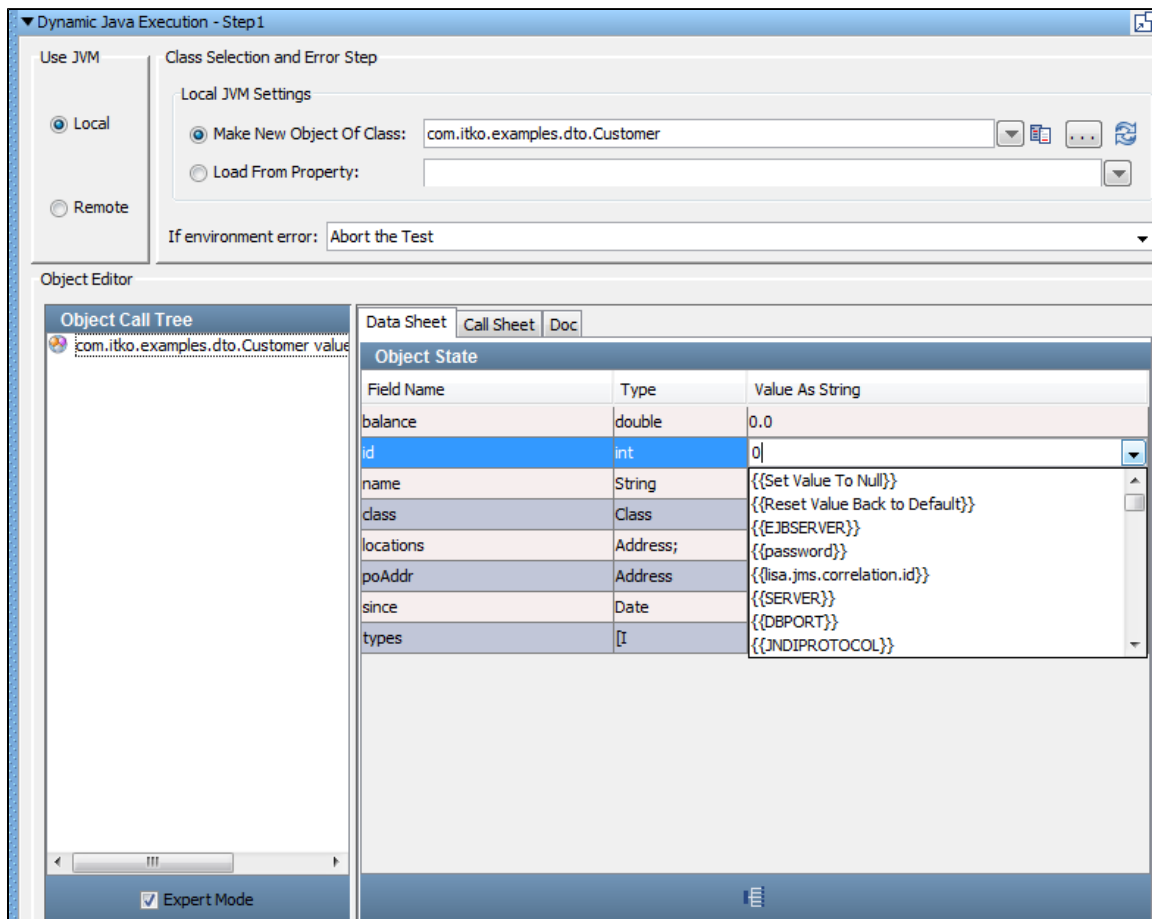 Dynamic Java Execution - Step1
Use JVM
Class Selection and Error Step
Local JVM Settings
Local
Make New Object Of Class: com.itko.examples.dto.Customer ...
Load From Property:
Remote
If environment error: Abort the Test
Object Editor
Object Call Tree
com.itko.examples.dto.Customer value
Data Sheet Call Sheet Doc
Object State
Field Name Type Value As String
balance double 0.0
id int 0
name String {{Set Value To Null}}
{{Reset Value Back to Default}}
class Class {{EJBSERVER}}
locations Address; {{password}}
poAddr Address {{lisa.jms.correlation.id}}
since Date {{SERVER}}
{{DBPORT}}
types [I {{JNDIPROTOCOL}}
Expert Mode